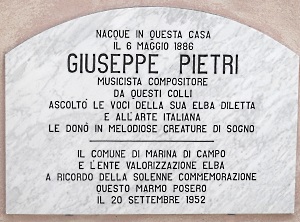 NACQUE IN QUESTA CASA
IL 6 MAGGIO 1886
GIUSEPPE PIETRI
MUSICISTA COMPOSITORE
DA QUESTI COLLI
ASCOLTÒ LE VOCI DELLA SUA ELBA DILETTA
E ALL'ARTE ITALIANA
LE DONÒ IN MELODIOSE CREATURE DI SOGNO
IL COMUNE DI MARINA DI CAMPO
E L'ENTE VALORIZZAZIONE ELBA
A RICORDO DELLA SOLENNE COMMEMORAZIONE
QUESTO MARMO POSERO
IL 20 SETTEMBRE 1952